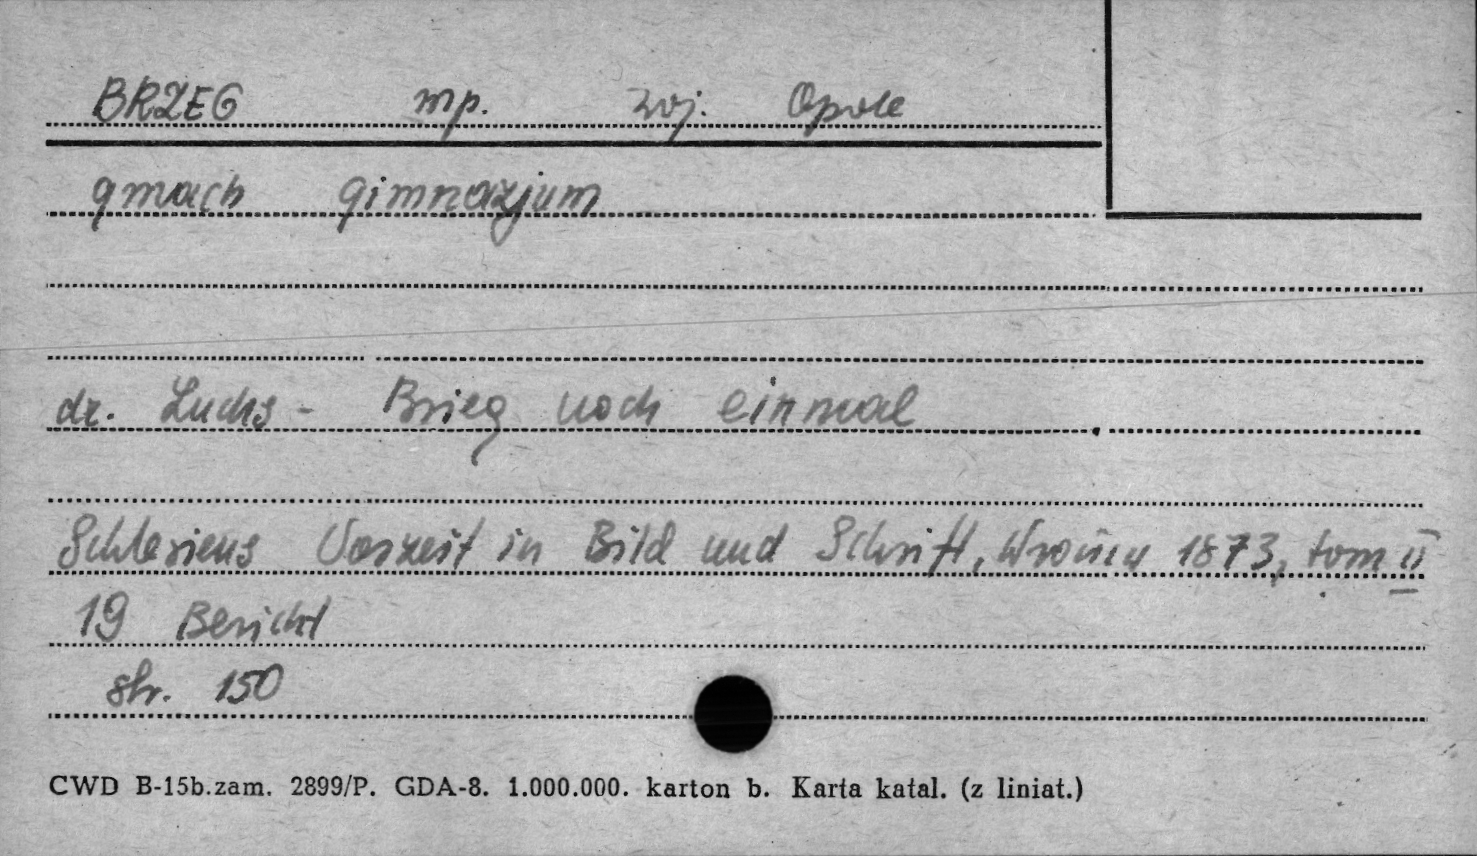 BRZEG mp. woj. Opole
gmach gimnazjum
dr. Luchs - Brieg noch einmal
Schlesiens Vorzeit in Bild und Schrift, 1873, tom II
19 Bericht
str. 150
CWD B-15b.zam. 2899/P. GDA-8. 1.000.000. karton b. Karta katal. (z liniat.)